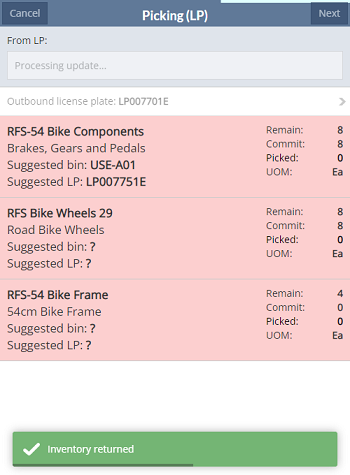 Cancel
Picking (LP)
Next
From LP:
Processing update...
Outbound license plate: LP007701E
RFS-54 Bike Components
Brakes, Gears and Pedals
Suggested bin: USE-A01
Suggested LP: LP007751E
Remain: 8
Commit: 8
Picked: 0
UOM: Ea
RFS Bike Wheels 29
Road Bike Wheels
Suggested bin: ?
Suggested LP: ?
Remain: 8
Commit: 8
Picked: 0
UOM: Ea
RFS-54 Bike Frame
54cm Bike Frame
Suggested bin: ?
Suggested LP: ?
Remain: 4
Commit: 0
Picked: 0
UOM: Ea
Inventory returned